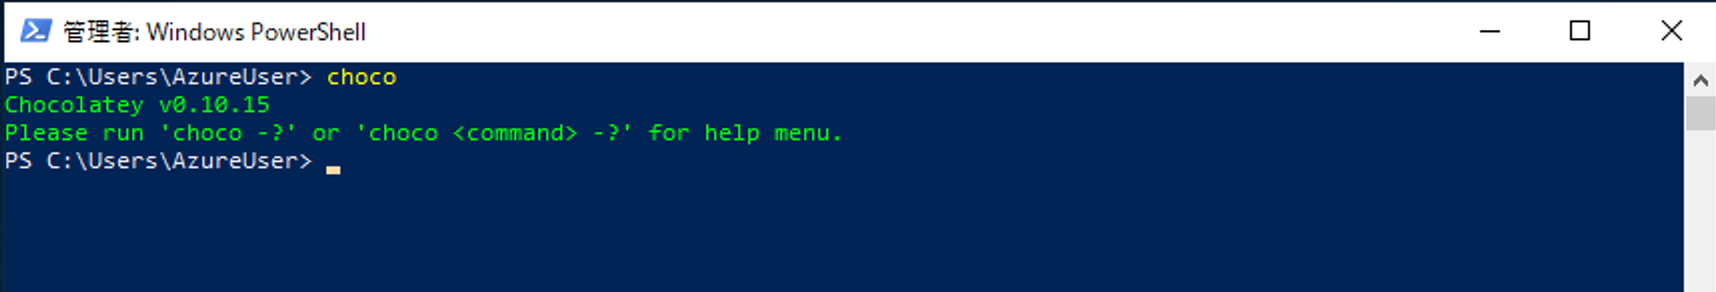 管理者: Windows PowerShell
PS C:\Users\AzureUser> choco
Chocolatey v0.10.15
Please run 'choco -?' or 'choco <command> -?' for help menu.
PS C:\Users\AzureUser>